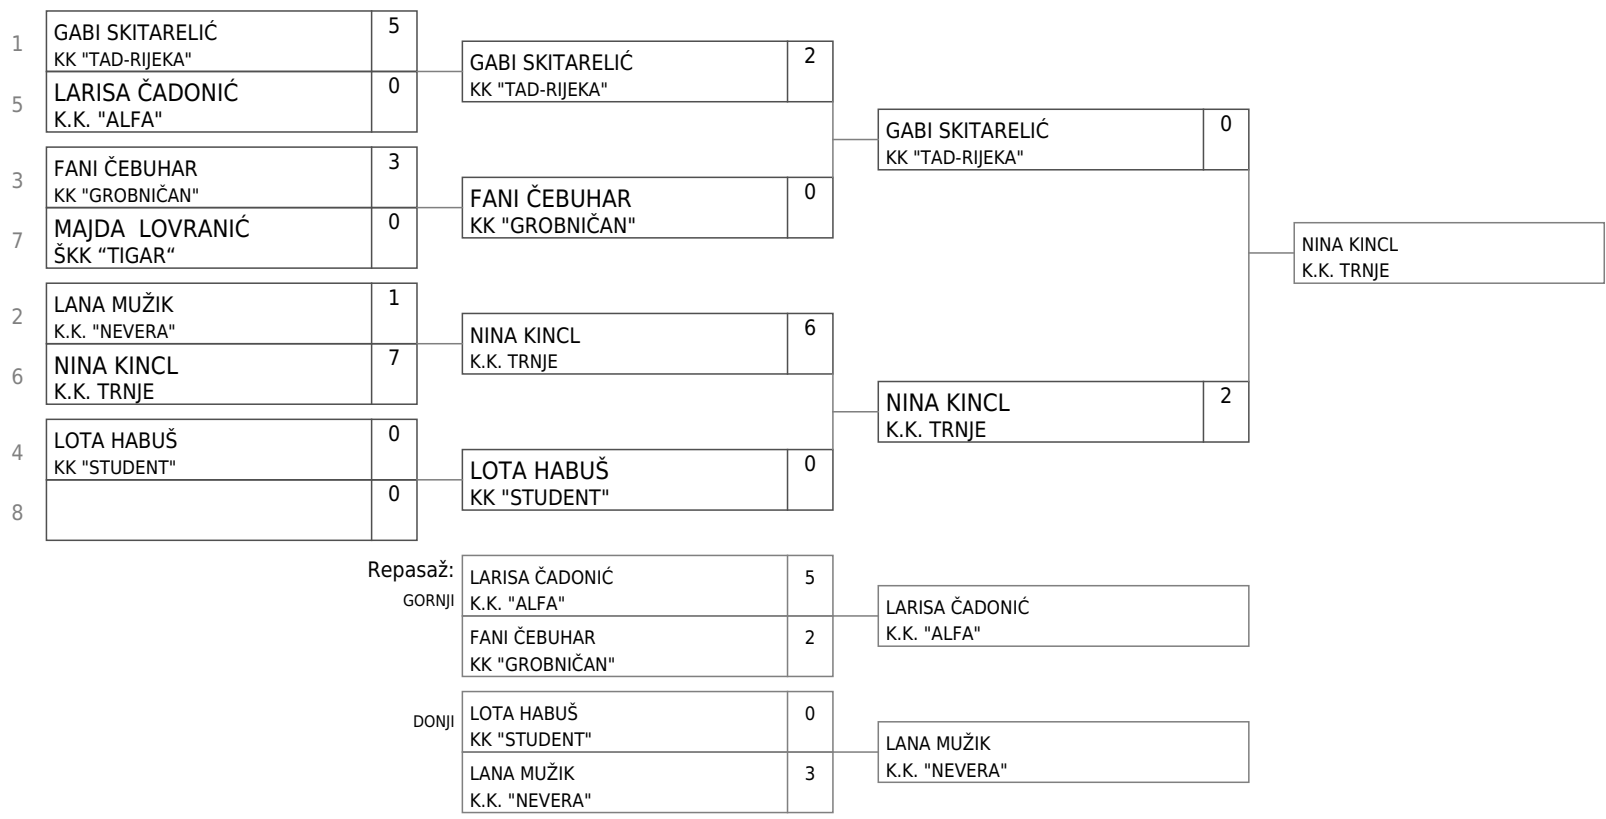 1
GABI SKITARELIĆ
KK "TAD-RIJEKA"
5
5
LARISA ČADONIĆ
K.K. "ALFA"
0
3
FANI ČEBUHAR
KK "GROBNIČAN"
3
7
MAJDA  LOVRANIĆ
ŠKK “TIGAR“
0
2
LANA MUŽIK
K.K. "NEVERA"
1
6
NINA KINCL
K.K. TRNJE
7
4
LOTA HABUŠ
KK "STUDENT"
0
8
0
GABI SKITARELIĆ
KK "TAD-RIJEKA"
2
FANI ČEBUHAR
KK "GROBNIČAN"
0
NINA KINCL
K.K. TRNJE
6
LOTA HABUŠ
KK "STUDENT"
0
GABI SKITARELIĆ
KK "TAD-RIJEKA"
0
NINA KINCL
K.K. TRNJE
2
NINA KINCL
K.K. TRNJE
Repasaž:
GORNJI
LARISA ČADONIĆ
K.K. "ALFA"
5
FANI ČEBUHAR
KK "GROBNIČAN"
2
LARISA ČADONIĆ
K.K. "ALFA"
DONJI
LOTA HABUŠ
KK "STUDENT"
0
LANA MUŽIK
K.K. "NEVERA"
3
LANA MUŽIK
K.K. "NEVERA"